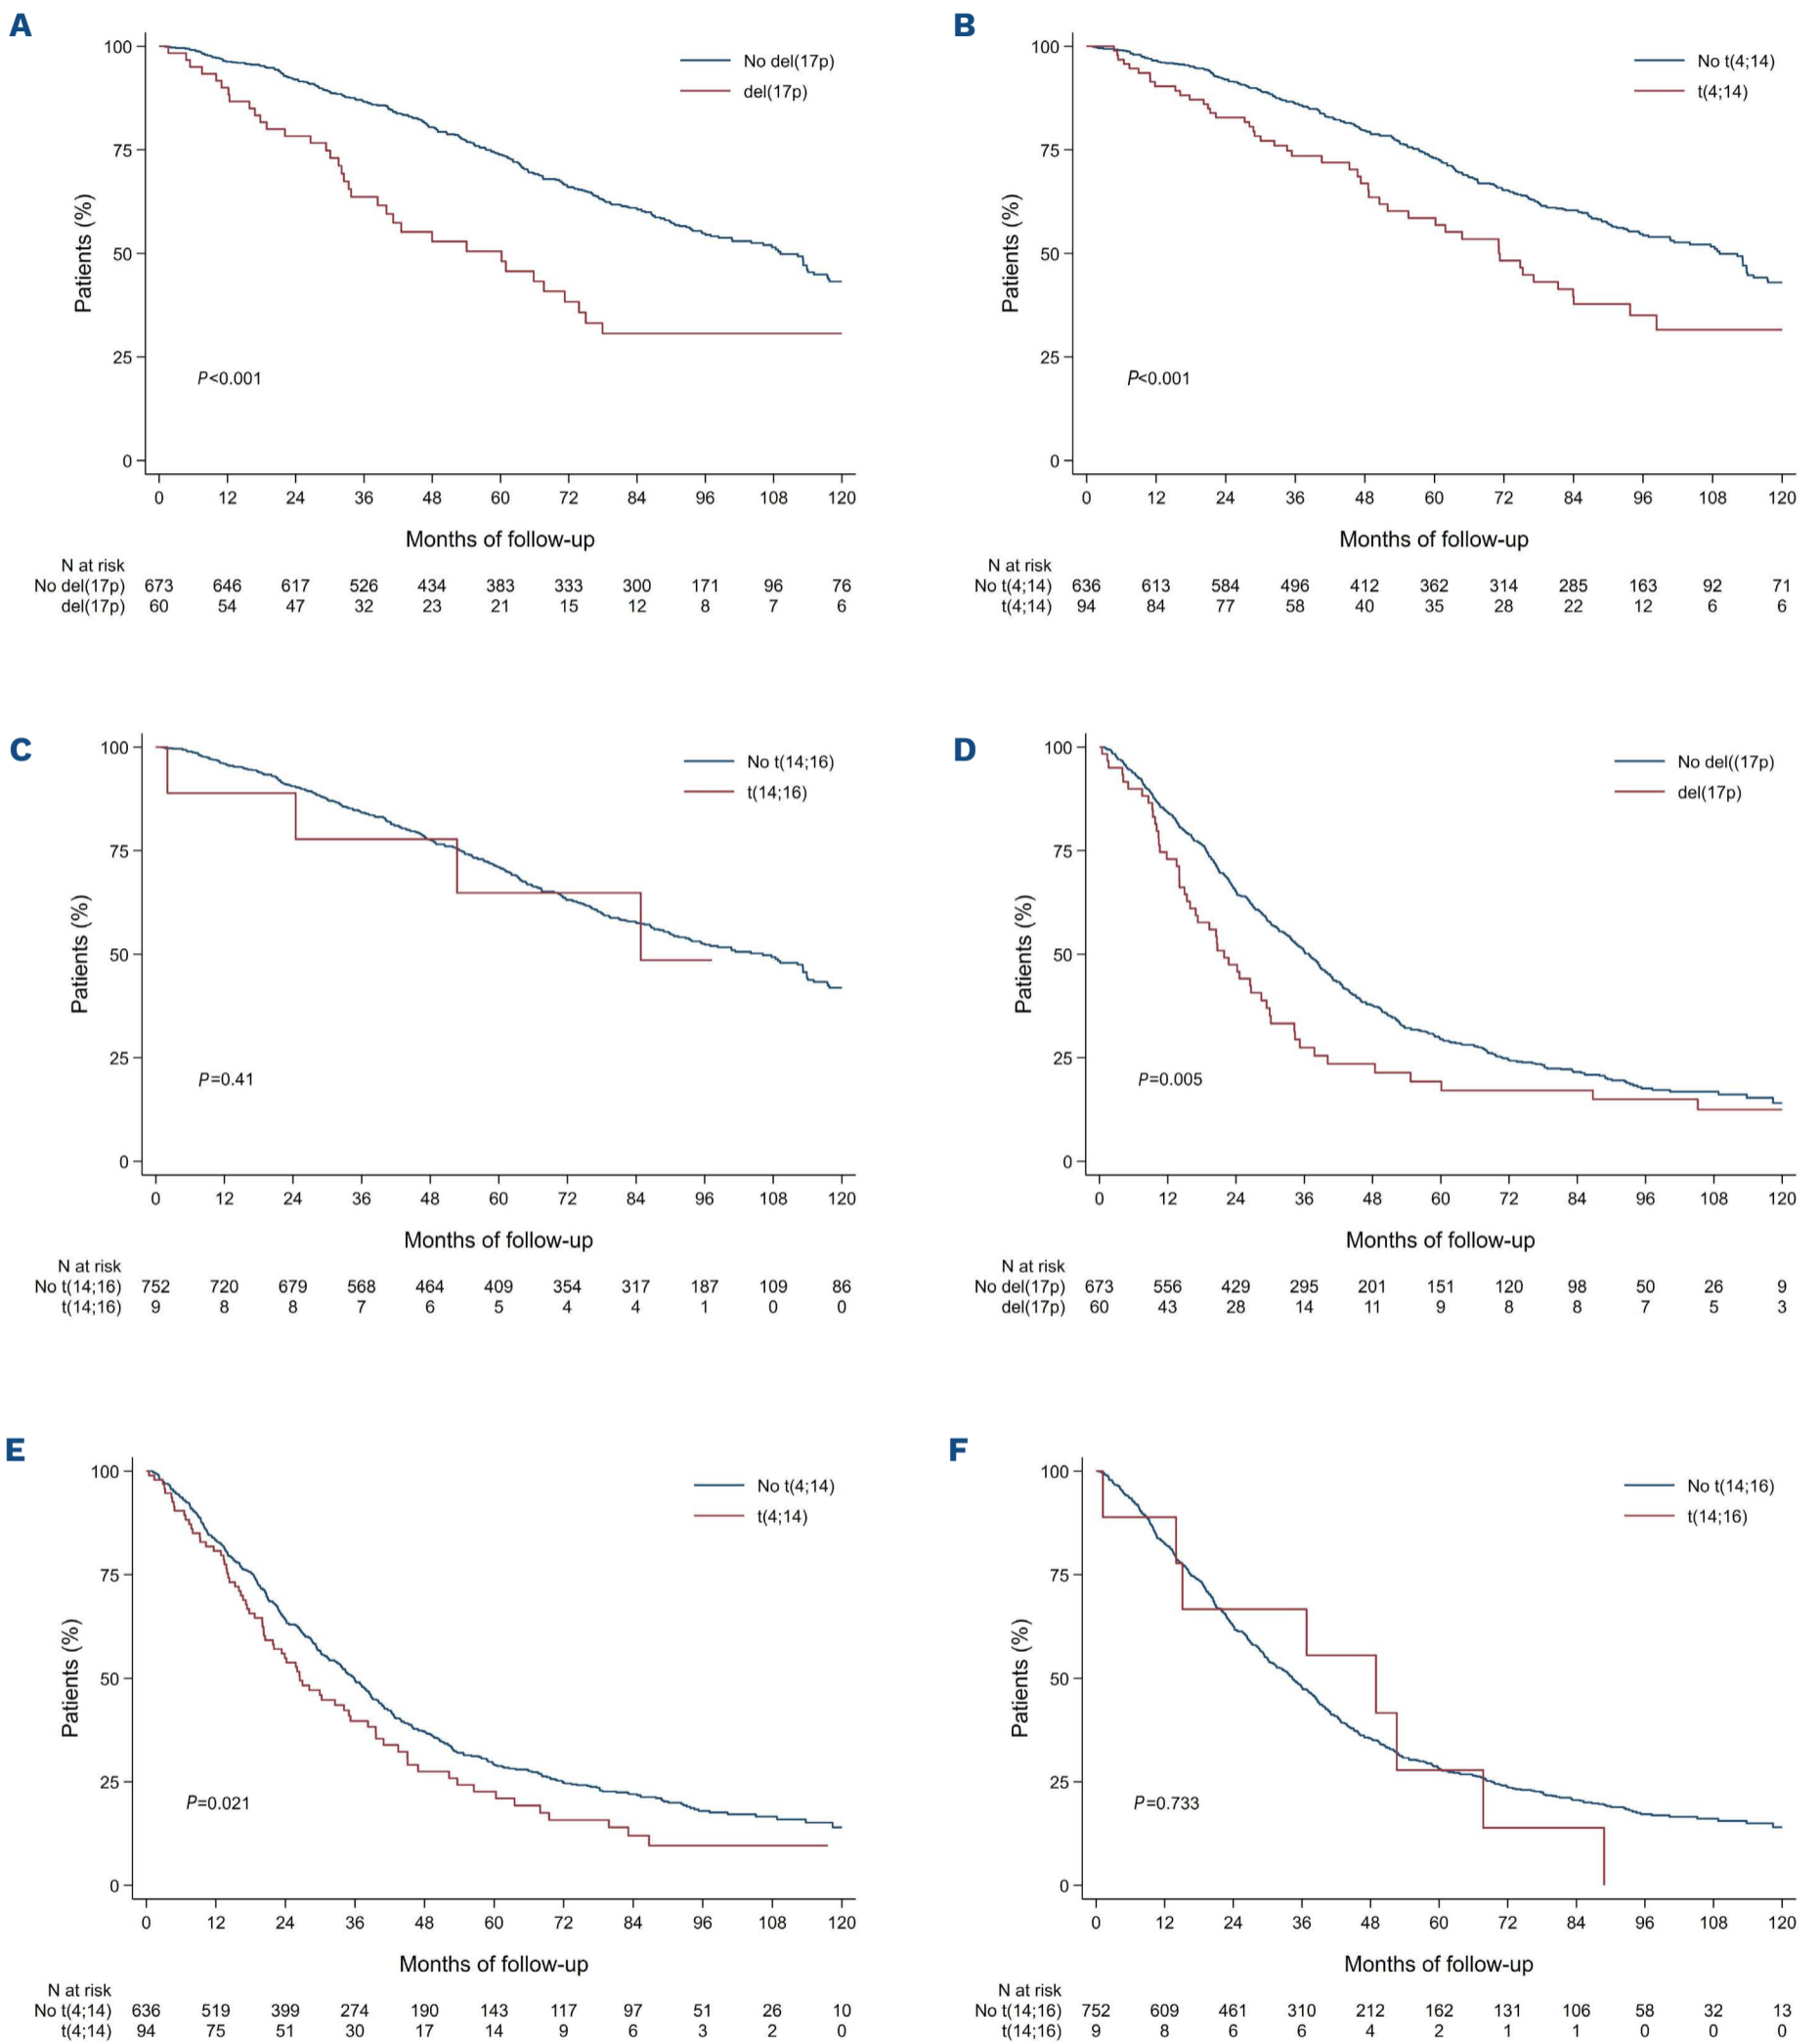 A
100
75
50
25
0
Patients (%)
No del(17p)
del(17p)
P<0.001
0 12 24 36 48 60 72 84 96 108 120
Months of follow-up
N at risk
No del(17p) 673 646 617 526 434 383 333 300 171 96 76
del(17p) 60 54 47 32 23 21 15 12 8 7 6
B
100
75
50
25
0
Patients (%)
No t(4;14)
t(4;14)
P<0.001
0 12 24 36 48 60 72 84 96 108 120
Months of follow-up
N at risk
No t(4;14) 636 613 584 496 412 362 314 285 163 92 71
t(4;14) 94 84 77 58 40 35 28 22 12 6 6
C
100
75
50
25
0
Patients (%)
No t(14;16)
t(14;16)
P=0.41
0 12 24 36 48 60 72 84 96 108 120
Months of follow-up
N at risk
No t(14;16) 752 720 679 568 464 409 354 317 187 109 86
t(14;16) 9 8 8 7 6 5 4 4 1 0 0
D
100
75
50
25
0
Patients (%)
No del((17p)
del(17p)
P=0.005
0 12 24 36 48 60 72 84 96 108 120
Months of follow-up
N at risk
No del(17p) 673 556 429 295 201 151 120 98 50 26 9
del(17p) 60 43 28 14 11 9 8 8 7 5 3
E
100
75
50
25
0
Patients (%)
No t(4;14)
t(4;14)
P=0.021
0 12 24 36 48 60 72 84 96 108 120
Months of follow-up
N at risk
No t(4;14) 636 519 399 274 190 143 117 97 51 26 10
t(4;14) 94 75 51 30 17 14 9 6 3 2 0
F
100
75
50
25
0
Patients (%)
No t(14;16)
t(14;16)
P=0.733
0 12 24 36 48 60 72 84 96 108 120
Months of follow-up
N at risk
No t(14;16) 752 609 461 310 212 162 131 106 58 32 13
t(14;16) 9 8 6 6 4 2 1 1 0 0 0